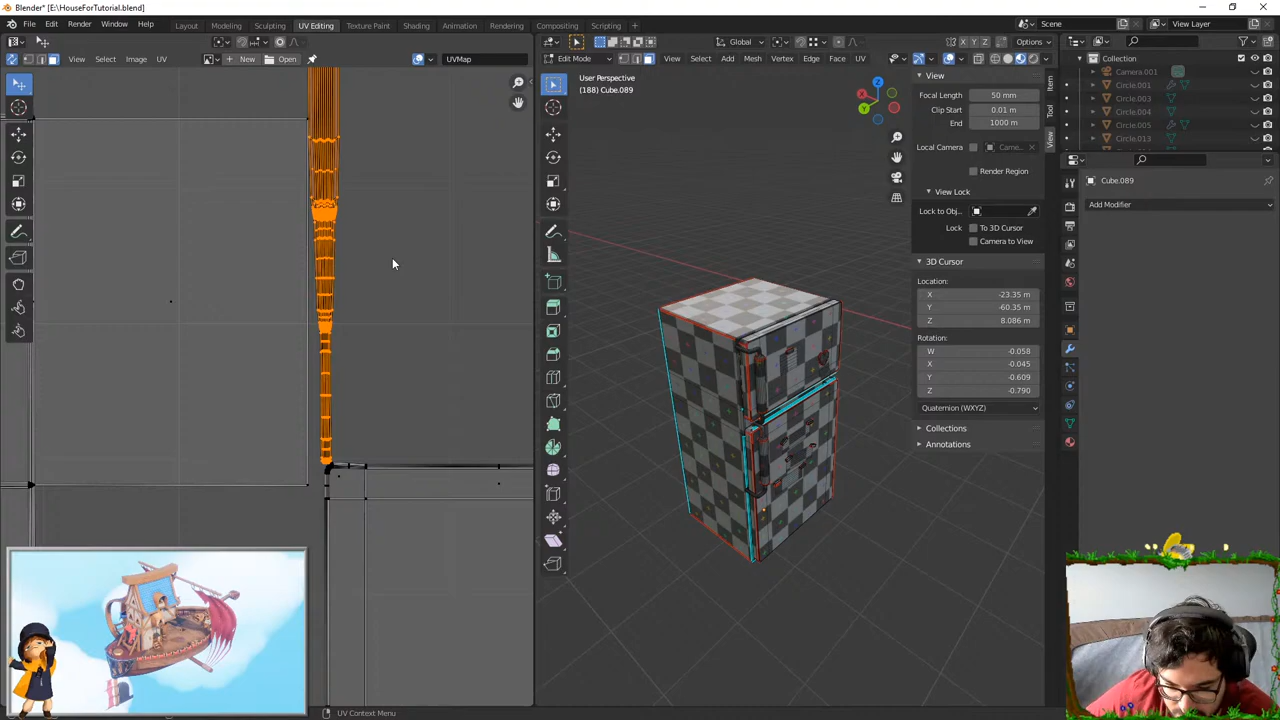 Blender* [E:\HouseForTutorial.blend]
File Edit Render Window Help Layout Modeling Sculpting UV Editing Texture Paint Shading Animation Rendering Compositing Scripting Scene View Layer
Global X Y Z Options
View Select Image UV New Open UVMap Edit Mode View Select Add Mesh Vertex Edge Face UV
Collection
Camera.001
Circle.001
Circle.003
Circle.004
Circle.005
Circle.013
User Perspective
(188) Cube.089
X
Y
Z
View
Focal Length 50 mm
Clip Start 0.01 m
End 1000 m
Local Camera Came...
Render Region
View Lock
Lock to Obj...
Lock To 3D Cursor
Camera to View
3D Cursor
Location:
X -23.35 m
Y -60.35 m
Z 8.086 m
Rotation:
W -0.058
X -0.045
Y -0.609
Z -0.790
Quaternion (WXYZ)
Collections
Annotations
Item
Tool
View
Cube.089
Add Modifier
UV Context Menu